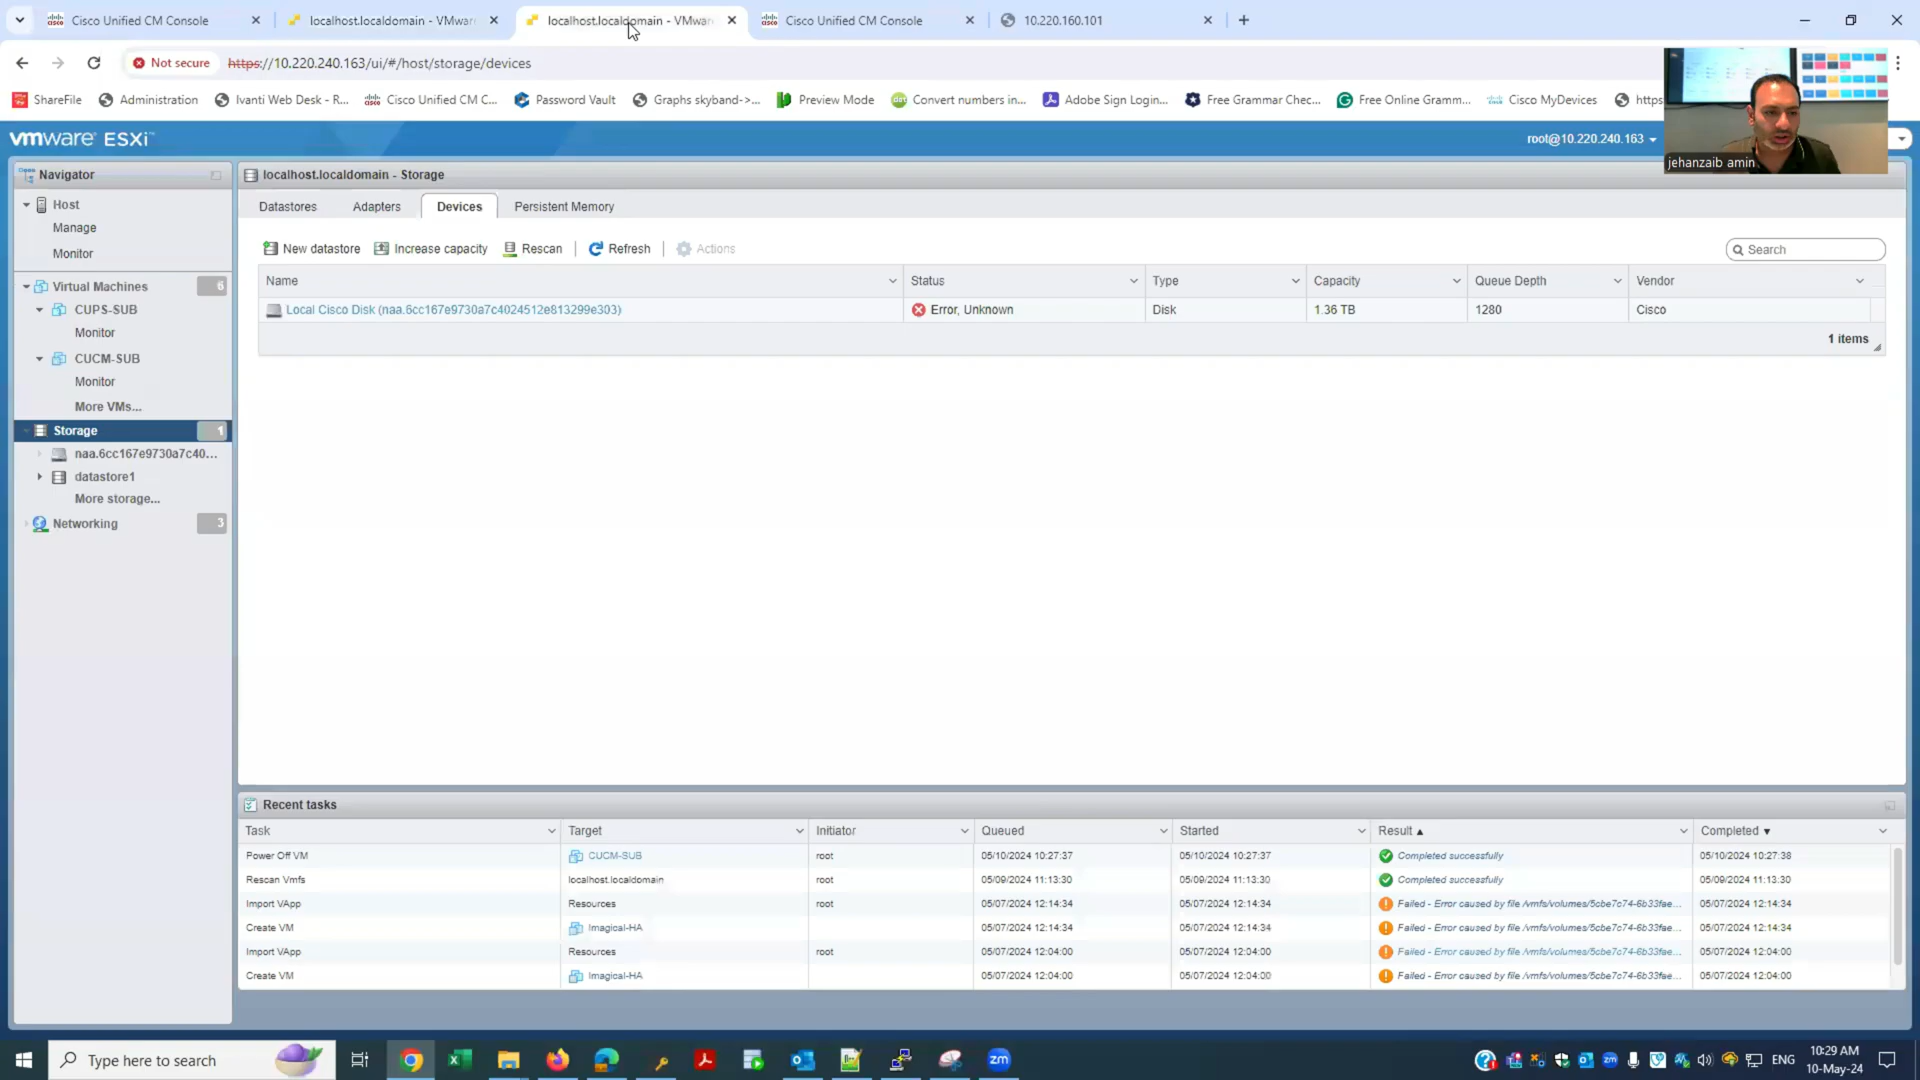 Cisco Unified CM Console
localhost.localdomain - VMwar
localhost.localdomain - VMwar
Cisco Unified CM Console
10.220.160.101
Not secure
https://10.220.240.163/ui/#/host/storage/devices
ShareFile
Administration
Ivanti Web Desk - R...
Cisco Unified CM C...
Password Vault
Graphs skyband->...
Preview Mode
Convert numbers in...
Adobe Sign Login...
Free Grammar Chec...
Free Online Gramm...
Cisco MyDevices
https
vmware ESXi
root@10.220.240.163
jehanzaib amin
Navigator
Host
Manage
Monitor
Virtual Machines 6
CUPS-SUB
Monitor
CUCM-SUB
Monitor
More VMs...
Storage 1
naa.6cc167e9730a7c40...
datastore1
More storage...
Networking 3
localhost.localdomain - Storage
Datastores Adapters Devices Persistent Memory
New datastore Increase capacity Rescan Refresh Actions
Search
Name Status Type Capacity Queue Depth Vendor
Local Cisco Disk (naa.6cc167e9730a7c4024512e813299e303) Error, Unknown Disk 1.36 TB 1280 Cisco
1 items
Recent tasks
Task Target Initiator Queued Started Result Completed
Power Off VM CUCM-SUB root 05/10/2024 10:27:37 05/10/2024 10:27:37 Completed successfully 05/10/2024 10:27:38
Rescan Vmfs localhost.localdomain root 05/09/2024 11:13:30 05/09/2024 11:13:30 Completed successfully 05/09/2024 11:13:30
Import VApp Resources root 05/07/2024 12:14:34 05/07/2024 12:14:34 Failed - Error caused by file /vmfs/volumes/5cbe7c74-6b33fae... 05/07/2024 12:14:34
Create VM Imagical-HA 05/07/2024 12:14:34 05/07/2024 12:14:34 Failed - Error caused by file /vmfs/volumes/5cbe7c74-6b33fae... 05/07/2024 12:14:34
Import VApp Resources root 05/07/2024 12:04:00 05/07/2024 12:04:00 Failed - Error caused by file /vmfs/volumes/5cbe7c74-6b33fae... 05/07/2024 12:04:00
Create VM Imagical-HA 05/07/2024 12:04:00 05/07/2024 12:04:00 Failed - Error caused by file /vmfs/volumes/5cbe7c74-6b33fae... 05/07/2024 12:04:00
Type here to search
zm
ENG
10:29 AM
10-May-24